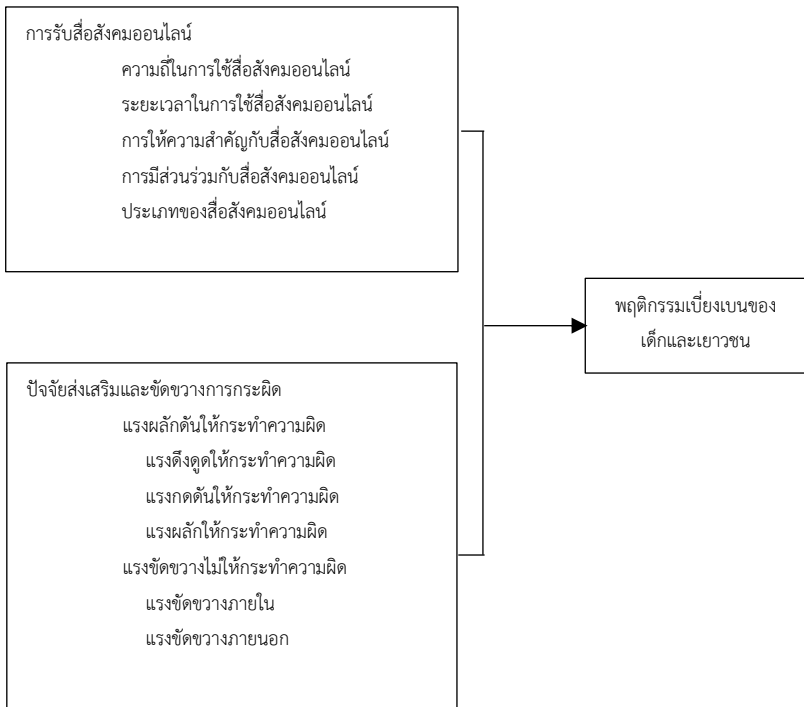 การรับสื่อสังคมออนไลน์
ความถี่ในการใช้สื่อสังคมออนไลน์
ระยะเวลาในการใช้สื่อสังคมออนไลน์
การให้ความสำคัญกับสื่อสังคมออนไลน์
การมีส่วนร่วมกับสื่อสังคมออนไลน์
ประเภทของสื่อสังคมออนไลน์
พฤติกรรมเบี่ยงเบนของ
เด็กและเยาวชน
ปัจจัยส่งเสริมและขัดขวางการกระผิด
แรงผลักดันให้กระทำความผิด
แรงดึงดูดให้กระทำความผิด
แรงกดดันให้กระทำความผิด
แรงผลักให้กระทำความผิด
แรงขัดขวางไม่ให้กระทำความผิด
แรงขัดขวางภายใน
แรงขัดขวางภายนอก